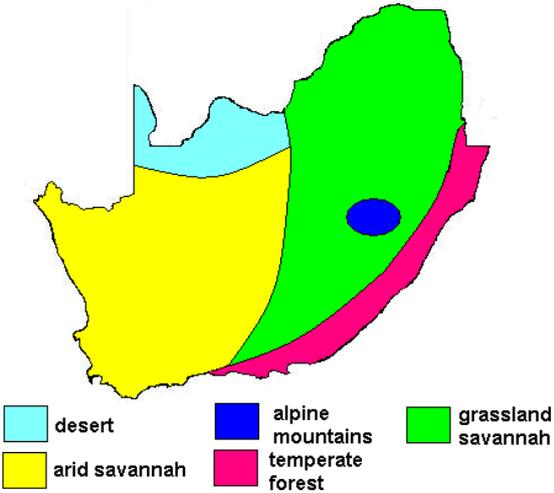 desert
alpine
mountains
grassland
savannah
arid savannah
temperate
forest